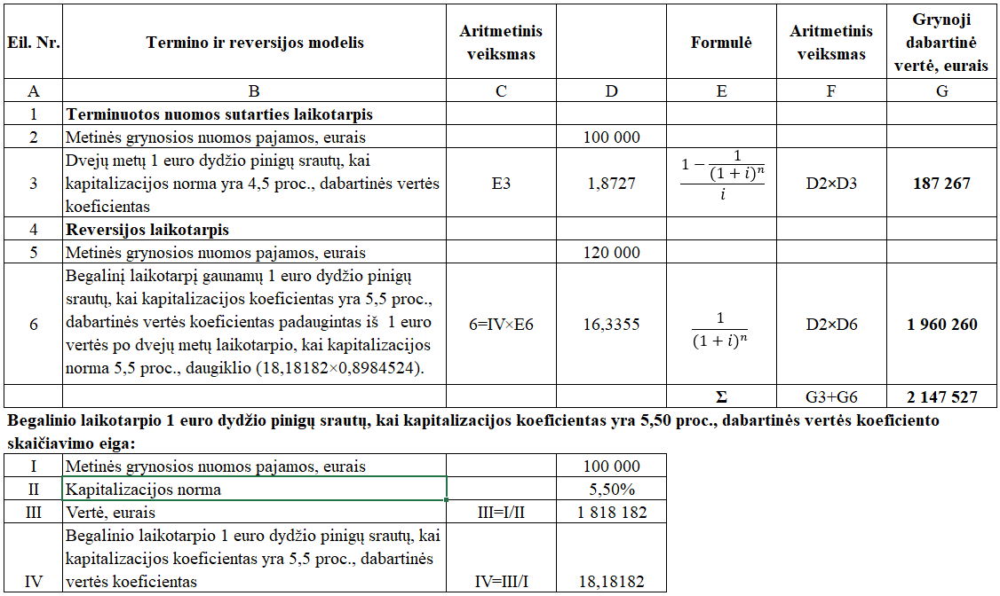 Eil. Nr. Termino ir reversijos modelis Aritmetinis veiksmas Formulė Aritmetinis veiksmas Grynoji dabartinė vertė, eurais
A B C D E F G
1 Terminuotos nuomos sutarties laikotarpis
2 Metinės grynosios nuomos pajamos, eurais 100 000
Dvejų metų 1 euro dydžio pinigų srautų, kai
3 kapitalizacijos norma yra 4,5 proc., dabartinės vertės E3 1,8727 (1 − 1/(1 + i)ⁿ)/i D2×D3 187 267
koeficientas
4 Reversijos laikotarpis
5 Metinės grynosios nuomos pajamos, eurais 120 000
Begalinį laikotarpį gaunamų 1 euro dydžio pinigų
srautų, kai kapitalizacijos koeficientas yra 5,5 proc.,
6 dabartinės vertės koeficientas padaugintas iš 1 euro 6=IV×E6 16,3355 1/(1 + i)ⁿ D2×D6 1 960 260
vertės po dvejų metų laikotarpio, kai kapitalizacijos
norma 5,5 proc., daugiklio (18,18182×0,8984524).
Σ G3+G6 2 147 527
Begalinio laikotarpio 1 euro dydžio pinigų srautų, kai kapitalizacijos koeficientas yra 5,50 proc., dabartinės vertės koeficiento
skaičiavimo eiga:
I Metinės grynosios nuomos pajamos, eurais 100 000
II Kapitalizacijos norma 5,50%
III Vertė, eurais III=I/II 1 818 182
Begalinio laikotarpio 1 euro dydžio pinigų srautų, kai
kapitalizacijos koeficientas yra 5,5 proc., dabartinės
IV vertės koeficientas IV=III/I 18,18182